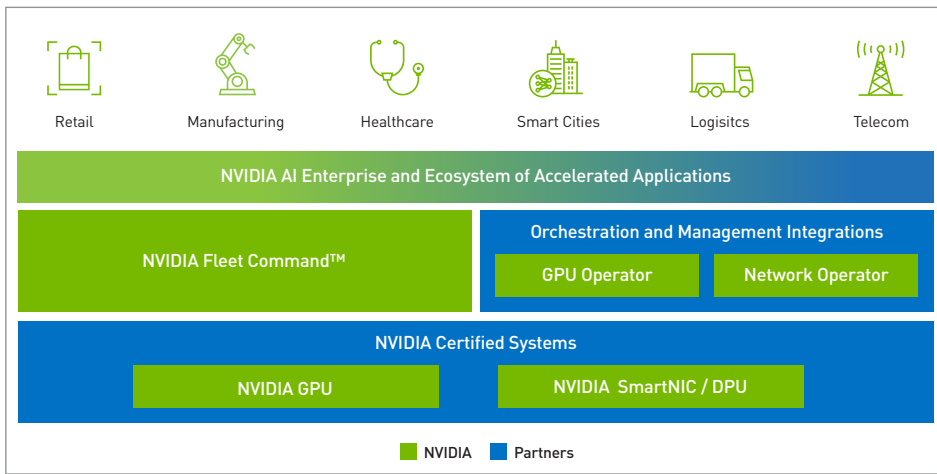 Retail
Manufacturing
Healthcare
Smart Cities
Logisitcs
Telecom
NVIDIA AI Enterprise and Ecosystem of Accelerated Applications
NVIDIA Fleet Command™
Orchestration and Management Integrations
GPU Operator
Network Operator
NVIDIA Certified Systems
NVIDIA GPU
NVIDIA SmartNIC / DPU
NVIDIA
Partners